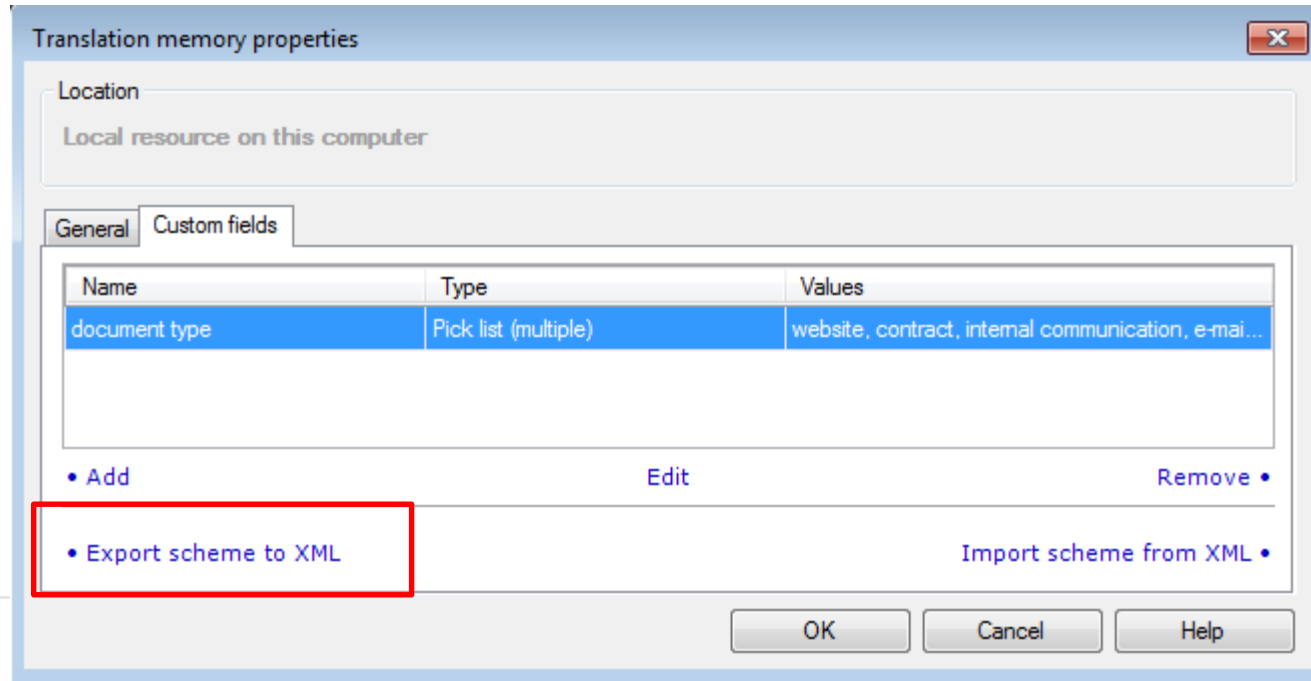 Translation memory properties
Location
Local resource on this computer
General Custom fields
Name Type Values
document type Pick list (multiple) website, contract, internal communication, e-mai...
• Add Edit Remove •
• Export scheme to XML Import scheme from XML •
OK Cancel Help